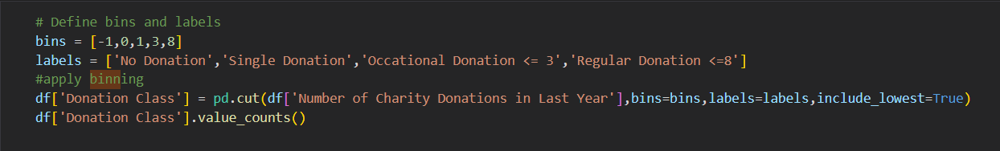 # Define bins and labels
bins = [-1,0,1,3,8]
labels = ['No Donation','Single Donation','Occational Donation <= 3','Regular Donation <=8']
#apply binning
df['Donation Class'] = pd.cut(df['Number of Charity Donations in Last Year'],bins=bins,labels=labels,include_lowest=True)
df['Donation Class'].value_counts()